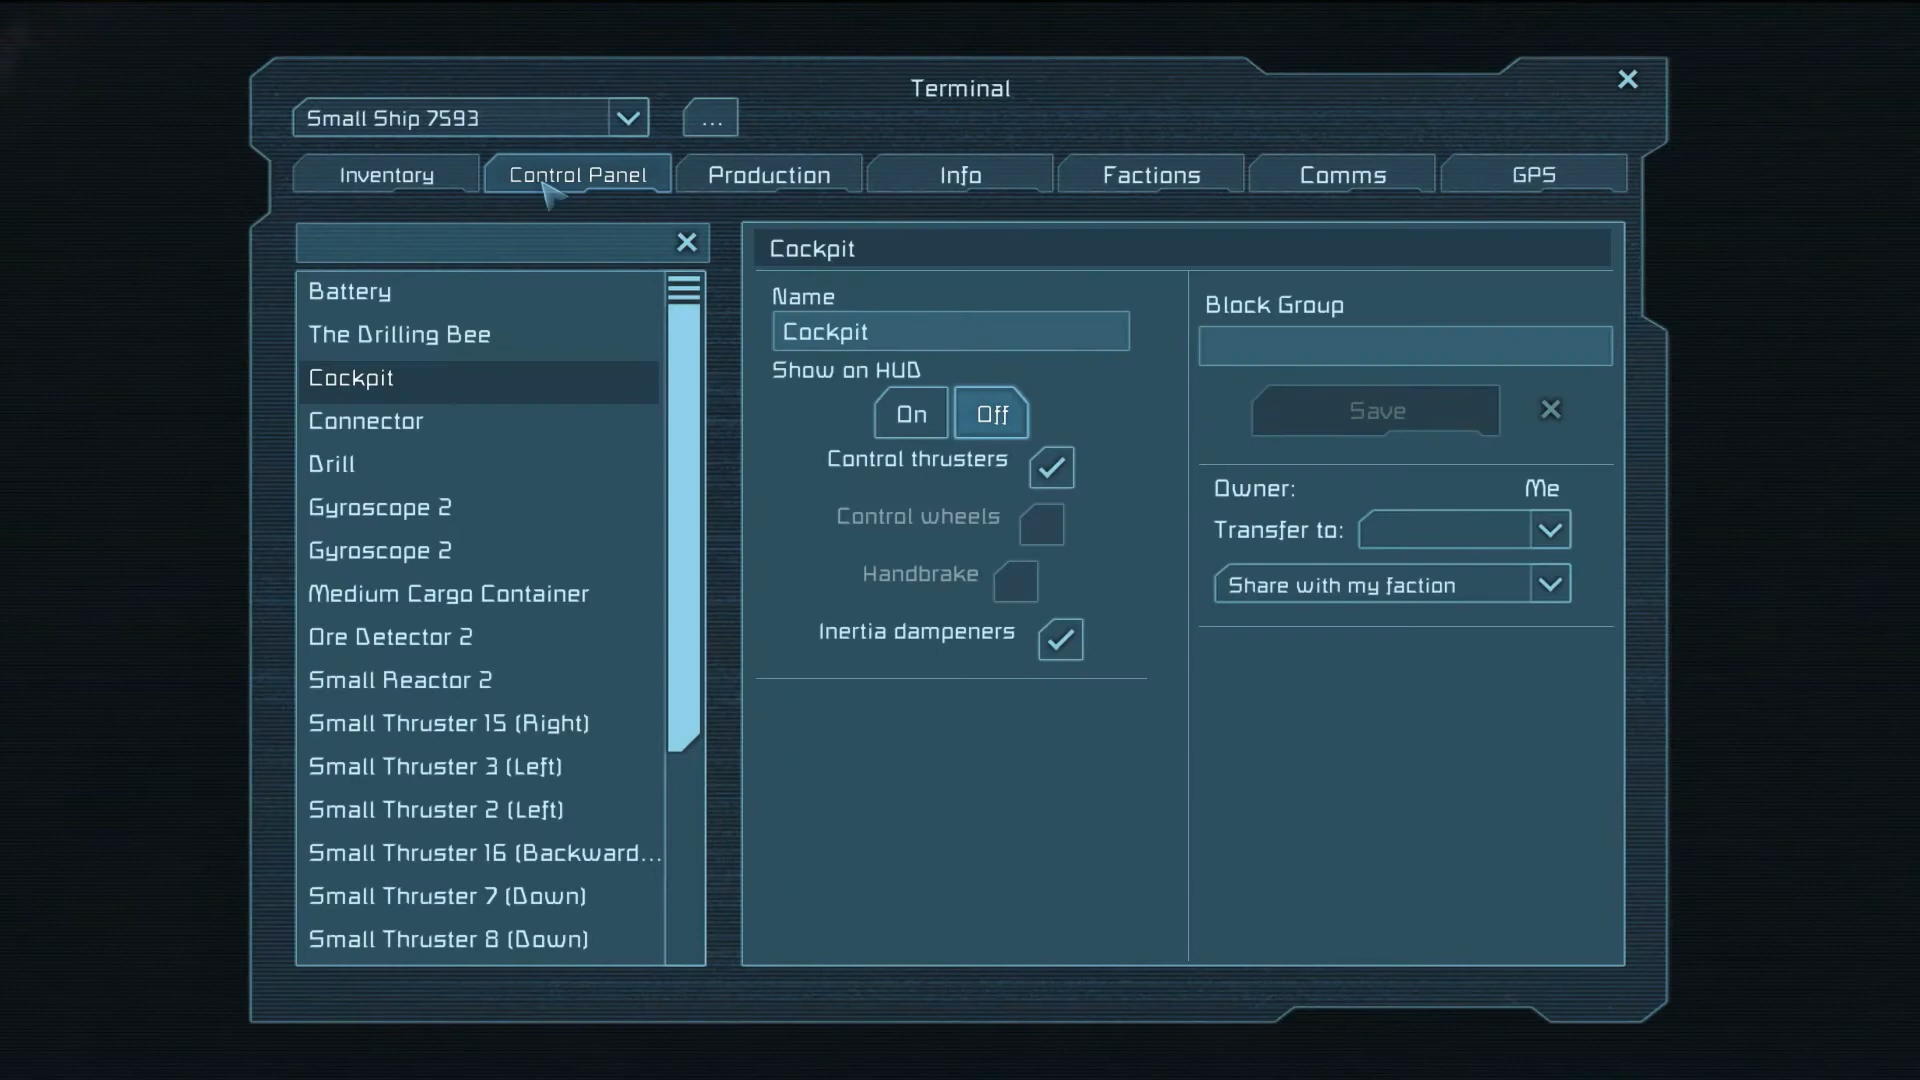 Terminal
Small Ship 7593
...
Inventory
Control Panel
Production
Info
Factions
Comms
GPS
Battery
The Drilling Bee
Cockpit
Connector
Drill
Gyroscope 2
Gyroscope 2
Medium Cargo Container
Ore Detector 2
Small Reactor 2
Small Thruster 15 (Right)
Small Thruster 3 (Left)
Small Thruster 2 (Left)
Small Thruster 16 (Backward...
Small Thruster 7 (Down)
Small Thruster 8 (Down)
Cockpit
Name
Cockpit
Show on HUD
On
Off
Control thrusters
Control wheels
Handbrake
Inertia dampeners
Block Group
Save
Owner:
Me
Transfer to:
Share with my faction